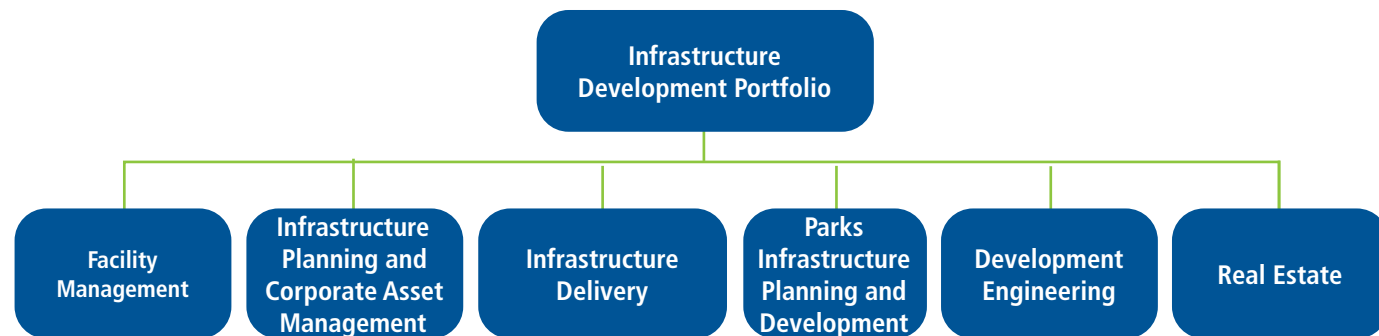 Infrastructure
Development Portfolio
Facility
Management
Infrastructure
Planning and
Corporate Asset
Management
Infrastructure
Delivery
Parks
Infrastructure
Planning and
Development
Development
Engineering
Real Estate